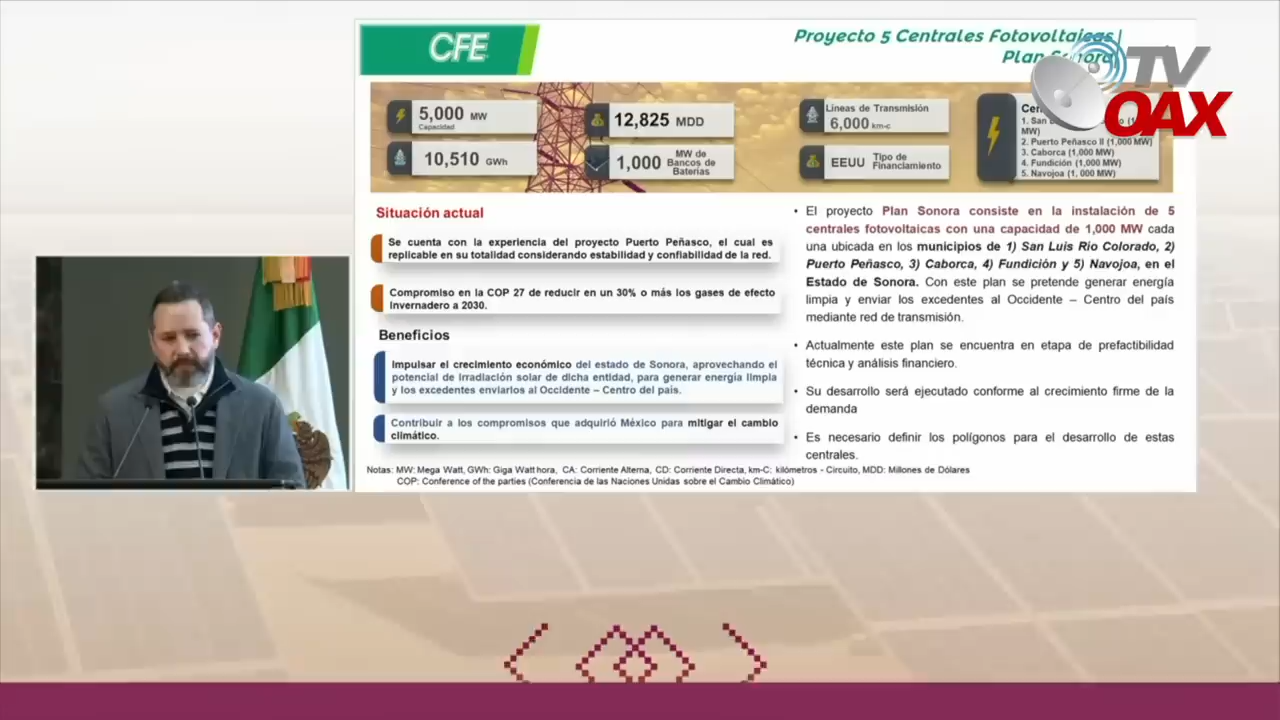 CFE
Proyecto 5 Centrales Fotovoltaicas|
Plan Sonora|
TV
OAX
5,000 MW
Capacidad
10,510 GWh
12,825 MDD
1,000 MW de
Bancos de
Baterías
Líneas de Transmisión
6,000 km-c
EEUU Tipo de
Financiamiento
1. San
MW)
2. Puerto Peñasco II (1,000 MW)
3. Caborca (1,000 MW)
4. Fundición (1,000 MW)
5. Navojoa (1, 000 MW)
Situación actual
Se cuenta con la experiencia del proyecto Puerto Peñasco, el cual es
replicable en su totalidad considerando estabilidad y confiabilidad de la red.
Compromiso en la COP 27 de reducir en un 30% o más los gases de efecto
invernadero a 2030.
Beneficios
Impulsar el crecimiento económico del estado de Sonora, aprovechando el
potencial de irradiación solar de dicha entidad, para generar energía limpia
y los excedentes enviarlos al Occidente – Centro del país.
Contribuir a los compromisos que adquirió México para mitigar el cambio
climático.
• El proyecto Plan Sonora consiste en la instalación de 5
centrales fotovoltaicas con una capacidad de 1,000 MW cada
una ubicada en los municipios de 1) San Luis Río Colorado, 2)
Puerto Peñasco, 3) Caborca, 4) Fundición y 5) Navojoa, en el
Estado de Sonora. Con este plan se pretende generar energía
limpia y enviar los excedentes al Occidente – Centro del país
mediante red de transmisión.
• Actualmente este plan se encuentra en etapa de prefactibilidad
técnica y análisis financiero.
• Su desarrollo será ejecutado conforme al crecimiento firme de la
demanda
• Es necesario definir los polígonos para el desarrollo de estas
centrales.
Notas: MW: Mega Watt, GWh: Giga Watt hora, CA: Corriente Alterna, CD: Corriente Directa, km-C: kilómetros - Circuito, MDD: Millones de Dólares
COP: Conference of the parties (Conferencia de las Naciones Unidas sobre el Cambio Climático)